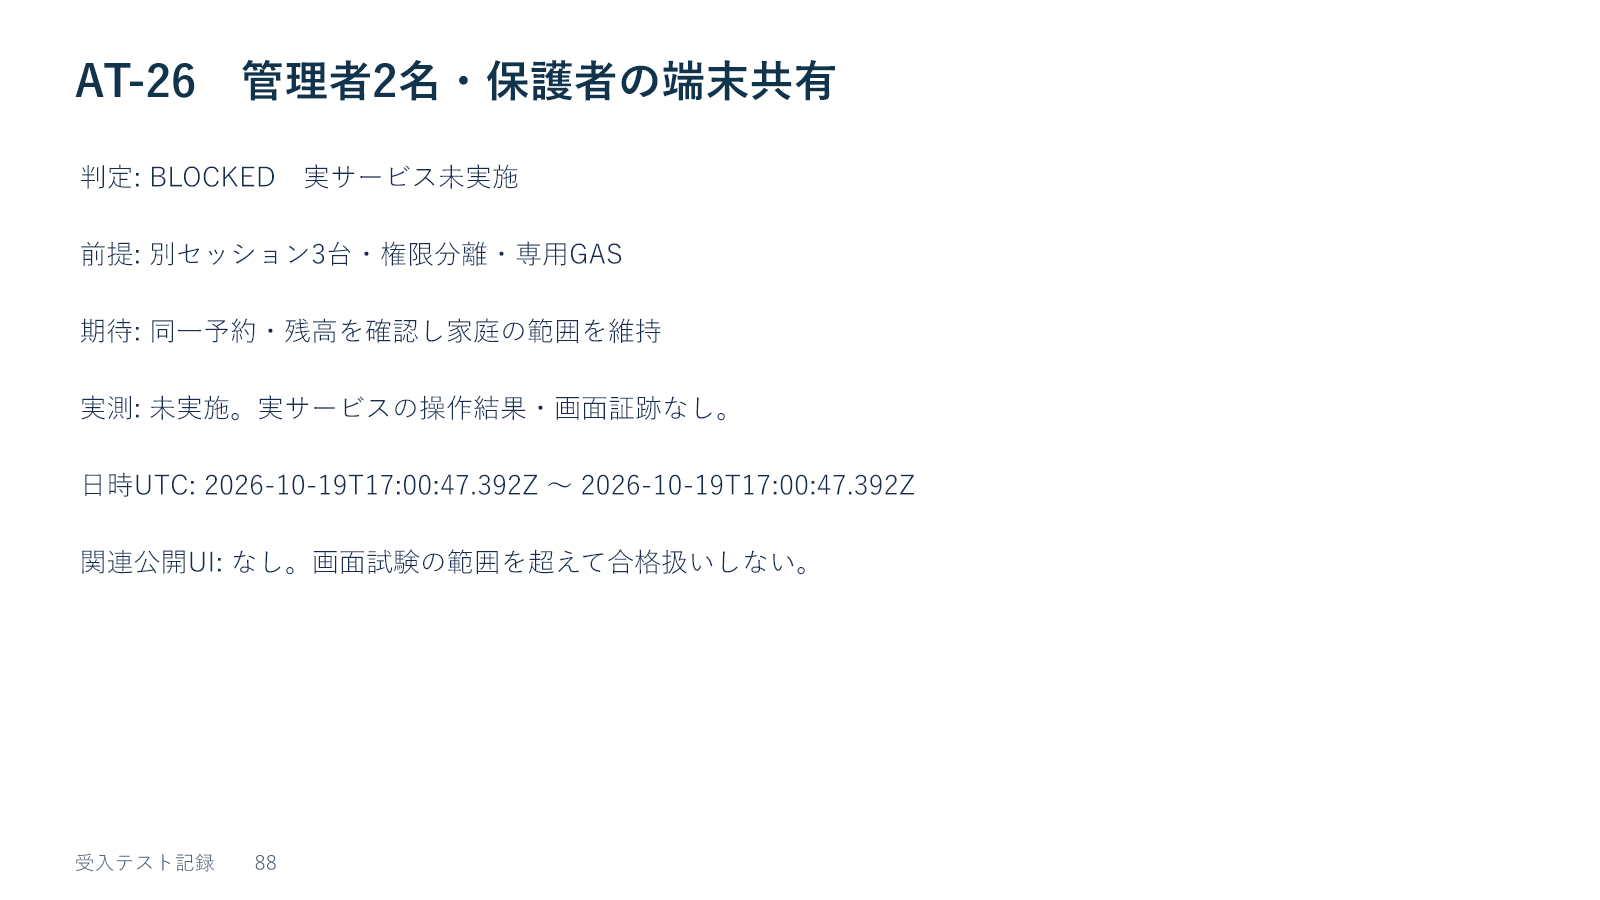 AT-26　管理者2名・保護者の端末共有
判定: BLOCKED　実サービス未実施
前提: 別セッション3台・権限分離・専用GAS
期待: 同一予約・残高を確認し家庭の範囲を維持
実測: 未実施。実サービスの操作結果・画面証跡なし。
日時UTC: 2026-10-19T17:00:47.392Z ～ 2026-10-19T17:00:47.392Z
関連公開UI: なし。画面試験の範囲を超えて合格扱いしない。
受入テスト記録　　88